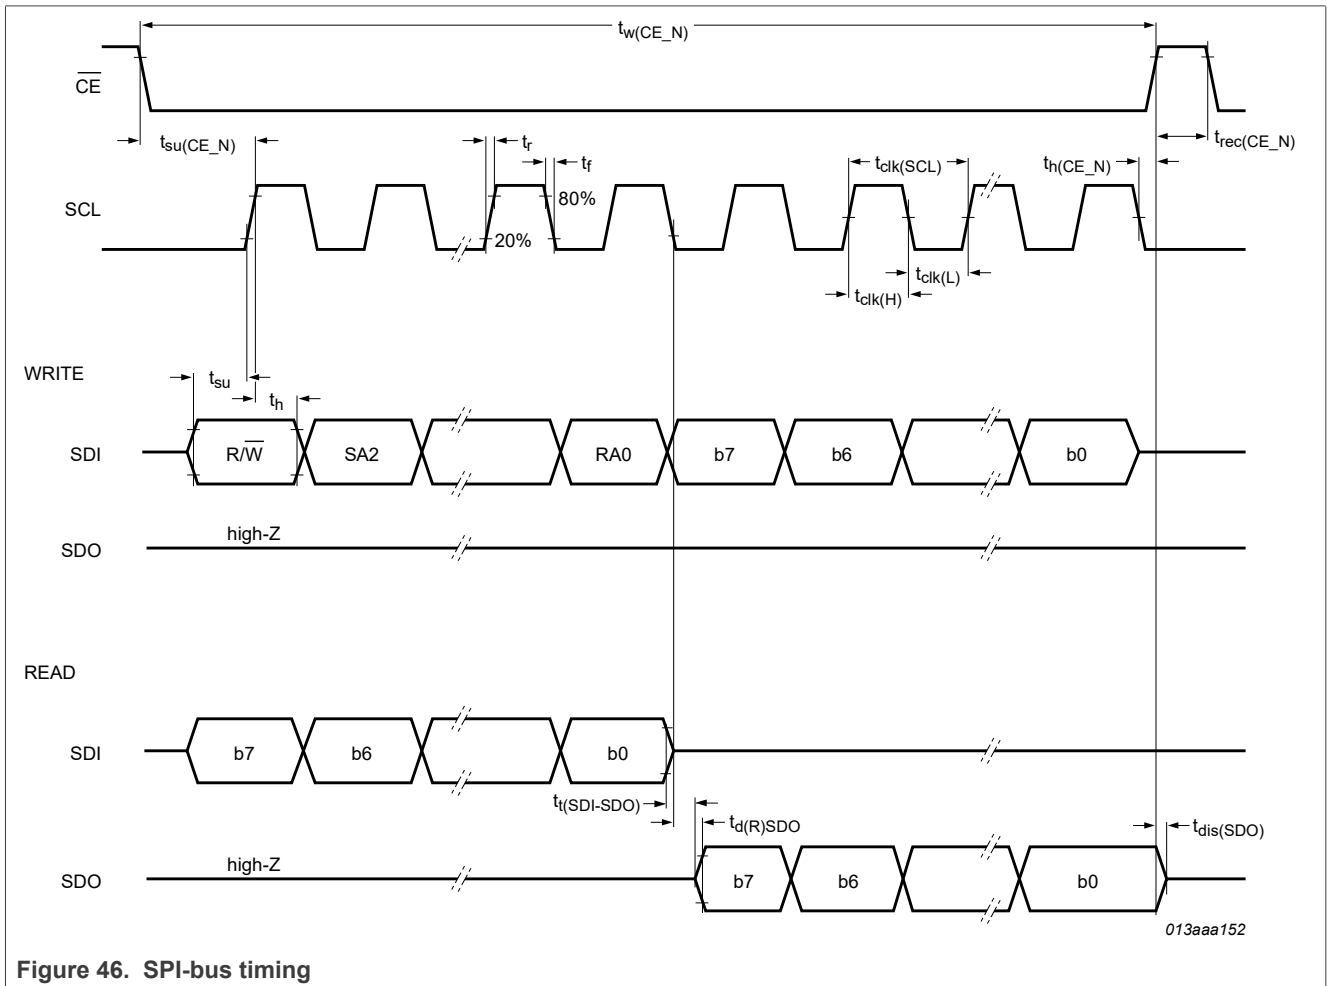 tw(CE_N)
CE
tsu(CE_N)
tr
tf
tclk(SCL)
th(CE_N)
trec(CE_N)
SCL
80%
20%
tclk(L)
tclk(H)
WRITE
tsu
th
SDI
R/W
SA2
RA0
b7
b6
b0
SDO
high-Z
READ
SDI
b7
b6
b0
tt(SDI-SDO)
td(R)SDO
tdis(SDO)
SDO
high-Z
b7
b6
b0
013aaa152
Figure 46. SPI-bus timing